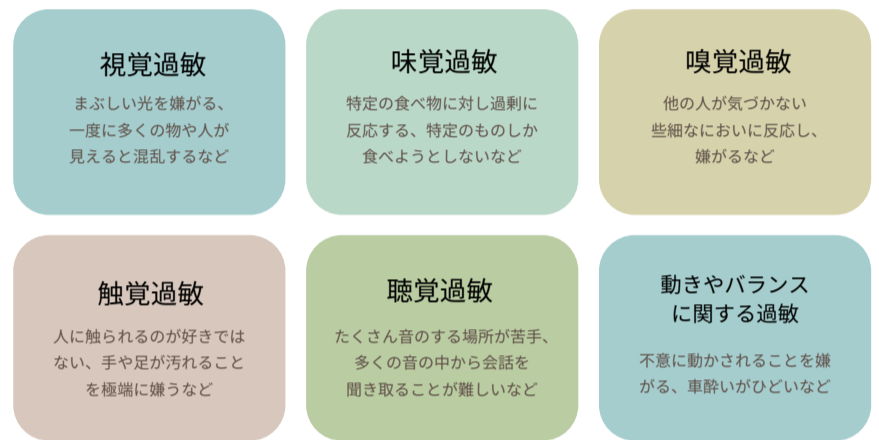 視覚過敏
まぶしい光を嫌がる、
一度に多くの物や人が
見えると混乱するなど
味覚過敏
特定の食べ物に対し過剰に
反応する、特定のものしか
食べようとしないなど
嗅覚過敏
他の人が気づかない
些細なにおいに反応し、
嫌がるなど
触覚過敏
人に触られるのが好きでは
ない、手や足が汚れること
を極端に嫌うなど
聴覚過敏
たくさん音のする場所が苦手、
多くの音の中から会話を
聞き取ることが難しいなど
動きやバランス
に関する過敏
不意に動かされることを嫌
がる、車酔いがひどいなど